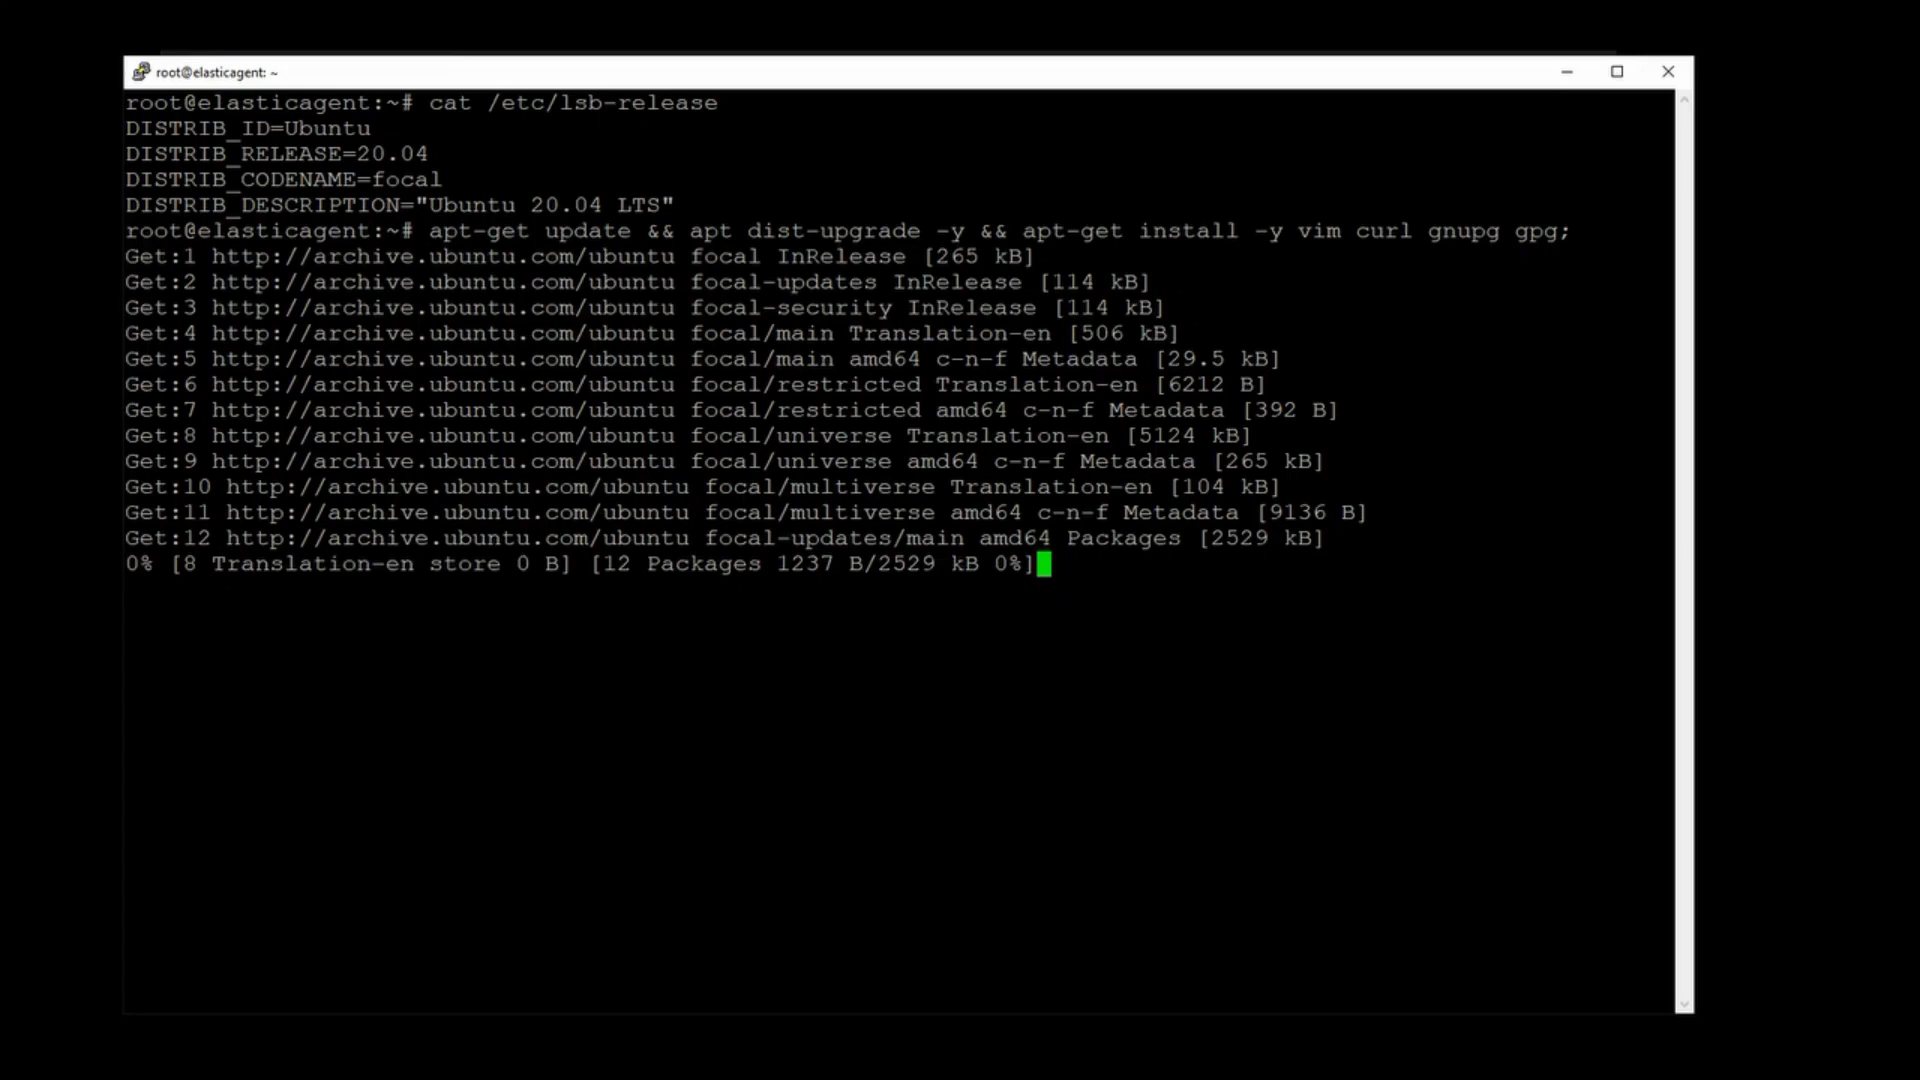 root@elasticagent: ~
root@elasticagent:~# cat /etc/lsb-release
DISTRIB_ID=Ubuntu
DISTRIB_RELEASE=20.04
DISTRIB_CODENAME=focal
DISTRIB_DESCRIPTION="Ubuntu 20.04 LTS"
root@elasticagent:~# apt-get update && apt dist-upgrade -y && apt-get install -y vim curl gnupg gpg;
Get:1 http://archive.ubuntu.com/ubuntu focal InRelease [265 kB]
Get:2 http://archive.ubuntu.com/ubuntu focal-updates InRelease [114 kB]
Get:3 http://archive.ubuntu.com/ubuntu focal-security InRelease [114 kB]
Get:4 http://archive.ubuntu.com/ubuntu focal/main Translation-en [506 kB]
Get:5 http://archive.ubuntu.com/ubuntu focal/main amd64 c-n-f Metadata [29.5 kB]
Get:6 http://archive.ubuntu.com/ubuntu focal/restricted Translation-en [6212 B]
Get:7 http://archive.ubuntu.com/ubuntu focal/restricted amd64 c-n-f Metadata [392 B]
Get:8 http://archive.ubuntu.com/ubuntu focal/universe Translation-en [5124 kB]
Get:9 http://archive.ubuntu.com/ubuntu focal/universe amd64 c-n-f Metadata [265 kB]
Get:10 http://archive.ubuntu.com/ubuntu focal/multiverse Translation-en [104 kB]
Get:11 http://archive.ubuntu.com/ubuntu focal/multiverse amd64 c-n-f Metadata [9136 B]
Get:12 http://archive.ubuntu.com/ubuntu focal-updates/main amd64 Packages [2529 kB]
0% [8 Translation-en store 0 B] [12 Packages 1237 B/2529 kB 0%]